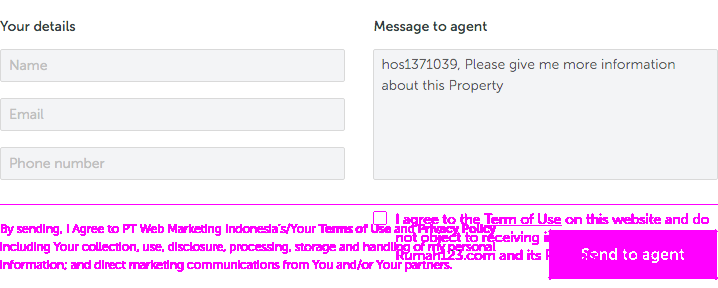 Your details
Message to agent
Name
hos1371039, Please give me more information
about this Property
Email
Phone number
I agree to the Term of Use on this website and do
not object to receiving i
Rumah123.com and its P
By sending, I Agree to PT Web Marketing Indonesia's/Your Terms of Use and Privacy Policy
including Your collection, use, disclosure, processing, storage and handling of my personal
information; and direct marketing communications from You and/or Your partners.
Send to agent